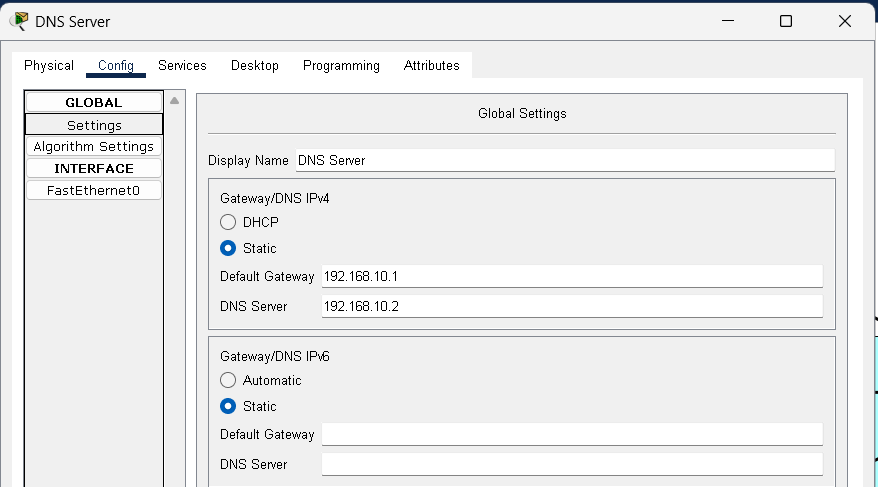 DNS Server
Physical Config Services Desktop Programming Attributes
GLOBAL
Settings
Algorithm Settings
INTERFACE
FastEthernet0
Global Settings
Display Name DNS Server
Gateway/DNS IPv4
DHCP
Static
Default Gateway 192.168.10.1
DNS Server 192.168.10.2
Gateway/DNS IPv6
Automatic
Static
Default Gateway
DNS Server